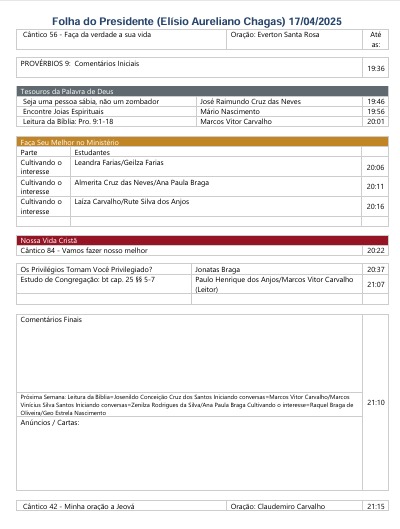 Folha do Presidente (Elísio Aureliano Chagas) 17/04/2025
Cântico 56 - Faça da verdade a sua vida Oração: Everton Santa Rosa Até as:
PROVÉRBIOS 9: Comentários Iniciais 19:36
Tesouros da Palavra de Deus
Seja uma pessoa sábia, não um zombador José Raimundo Cruz das Neves 19:46
Encontre Joias Espirituais Mário Nascimento 19:56
Leitura da Bíblia: Pro. 9:1-18 Marcos Vitor Carvalho 20:01
Faça Seu Melhor no Ministério
Parte Estudantes
Cultivando o interesse Leandra Farias/Geilza Farias 20:06
Cultivando o interesse Almerita Cruz das Neves/Ana Paula Braga 20:11
Cultivando o interesse Laiza Carvalho/Rute Silva dos Anjos 20:16
Nossa Vida Cristã
Cântico 84 - Vamos fazer nosso melhor 20:22
Os Privilégios Tornam Você Privilegiado? Jonatas Braga 20:37
Estudo de Congregação: bt cap. 25 §§ 5-7 Paulo Henrique dos Anjos/Marcos Vitor Carvalho (Leitor) 21:07
Comentários Finais
Próxima Semana: Leitura da Bíblia=Josenildo Conceição Cruz dos Santos Iniciando conversas=Marcos Vitor Carvalho/Marcos
Vinícius Silva Santos Iniciando conversas=Zenilza Rodrigues da Silva/Ana Paula Braga Cultivando o interesse=Raquel Braga de
Oliveira/Geo Estrela Nascimento
21:10
Anúncios / Cartas:
Cântico 42 - Minha oração a Jeová Oração: Claudemiro Carvalho 21:15